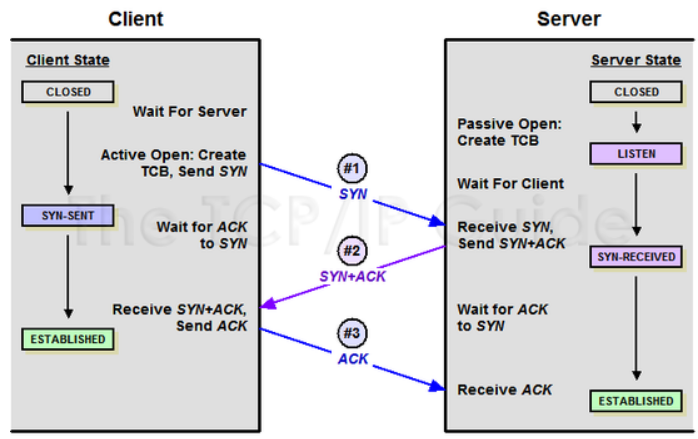 Client
Server
Client State
Server State
CLOSED
CLOSED
Wait For Server
Passive Open:
Create TCB
Active Open: Create
TCB, Send SYN
#1
SYN
LISTEN
Wait For Client
SYN-SENT
The TCP/IP Guide
Wait for ACK
to SYN
Receive SYN,
Send SYN+ACK
#2
SYN+ACK
SYN-RECEIVED
Receive SYN+ACK,
Send ACK
Wait for ACK
to SYN
#3
ACK
ESTABLISHED
Receive ACK
ESTABLISHED